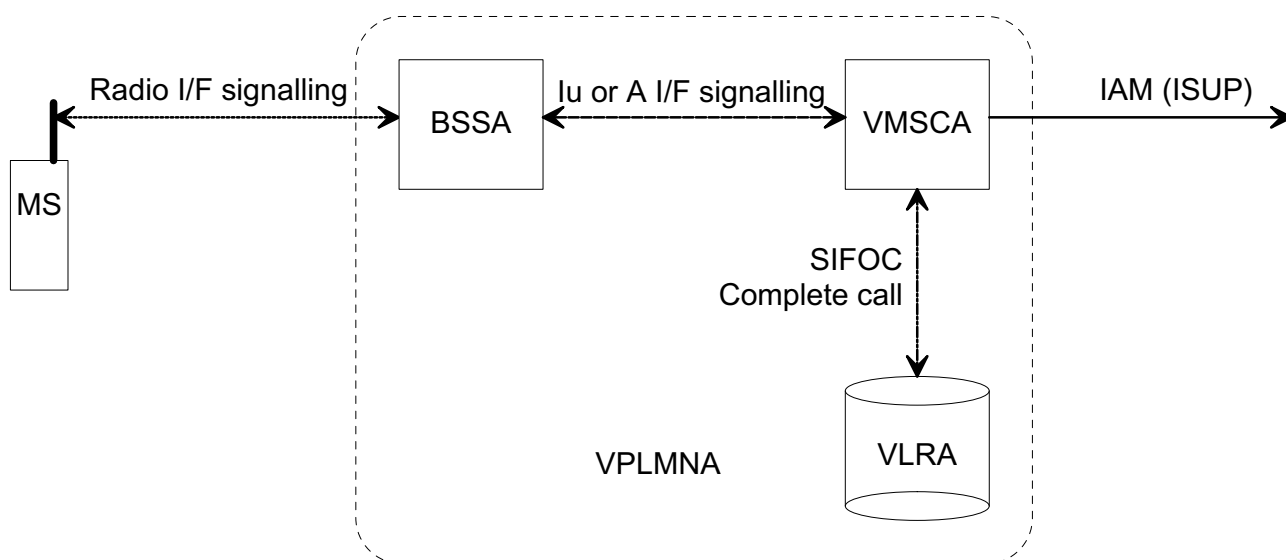 Radio I/F signalling
Iu or A I/F signalling
IAM (ISUP)
BSSA
VMSCA
MS
SIFOC
Complete call
VPLMNA
VLRA